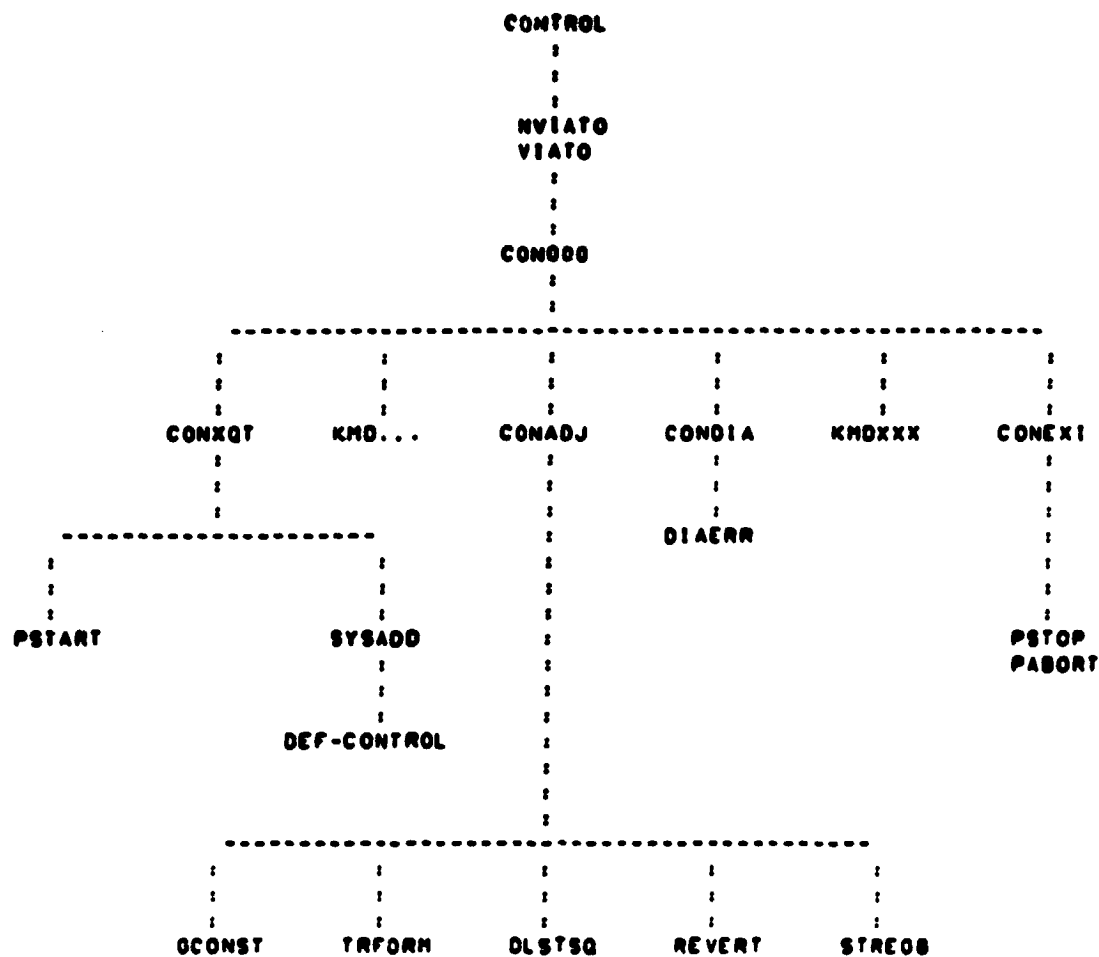 CONTROL
NVIATO
VIATO
CONOQO
CONXQT KMD... CONADJ CONDIA KMDXXX CONEXI
DIAERR
PSTART SYSADD PSTOP
PABORT
DEF-CONTROL
GCONST TRFORM DLSTSQ REVERT STREOB